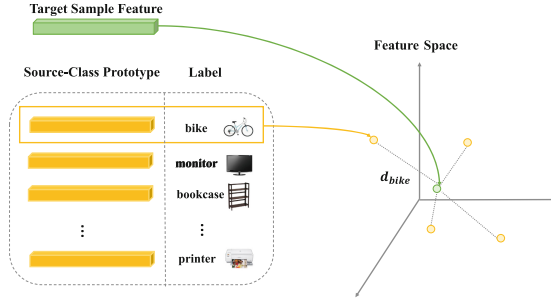 Target Sample Feature
Feature Space
Source-Class Prototype Label
bike
monitor
bookcase
d_bike
⋮ ⋮
printer